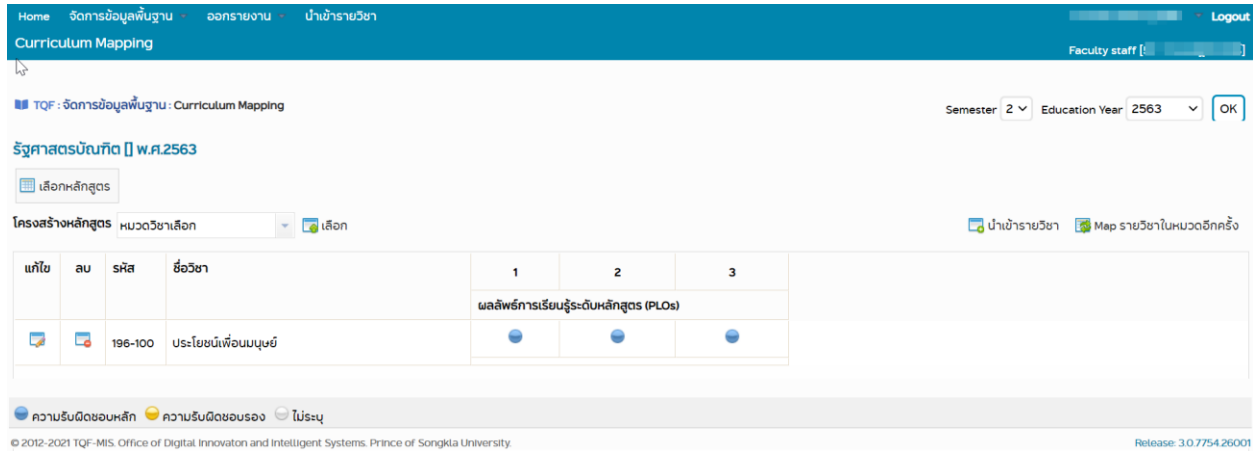 Home จัดการข้อมูลพื้นฐาน ออกรายงาน นำเข้ารายวิชา Logout
Curriculum Mapping Faculty staff [
TQF : จัดการข้อมูลพื้นฐาน : Curriculum Mapping Semester 2 Education Year 2563 OK
รัฐศาสตรบัณฑิต [] พ.ศ.2563
เลือกหลักสูตร
โครงสร้างหลักสูตร หมวดวิชาเลือก เลือก นำเข้ารายวิชา Map รายวิชาในหมวดอีกครั้ง
แก้ไข ลบ รหัส ชื่อวิชา 1 2 3
ผลลัพธ์การเรียนรู้ระดับหลักสูตร (PLOs)
196-100 ประโยชน์เพื่อนมนุษย์
ความรับผิดชอบหลัก ความรับผิดชอบรอง ไม่ระบุ
© 2012-2021 TQF-MIS. Office of Digital Innovaton and Intelligent Systems. Prince of Songkla University. Release: 3.0.7754.26001